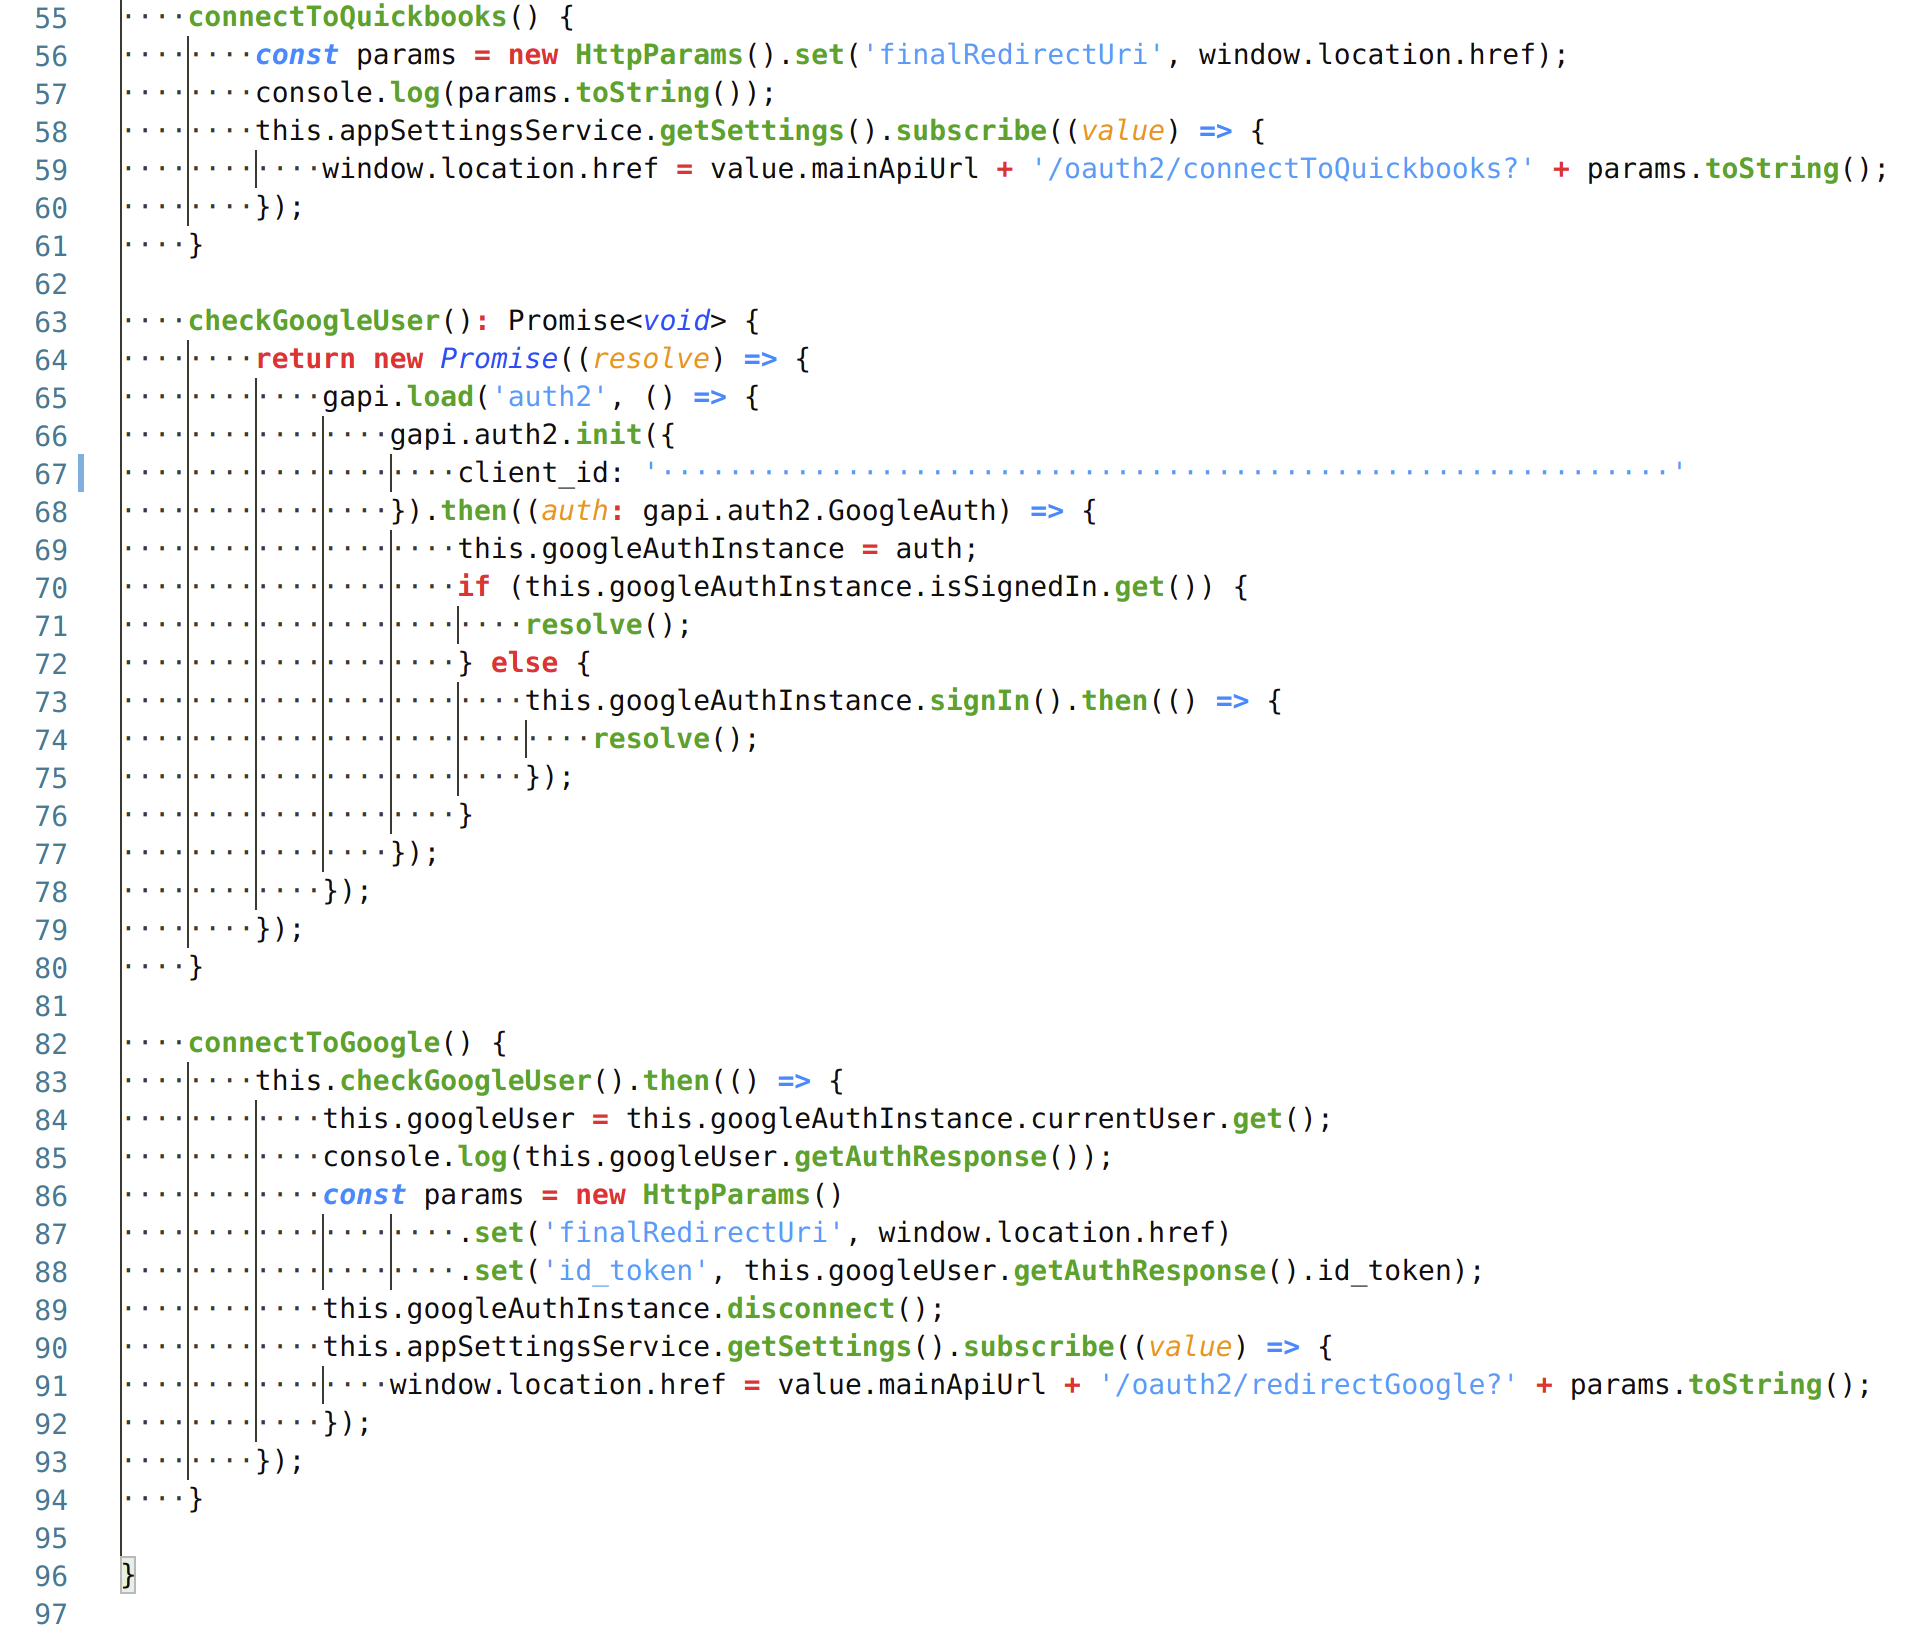 55 connectToQuickbooks() {
56 const params = new HttpParams().set('finalRedirectUri', window.location.href);
57 console.log(params.toString());
58 this.appSettingsService.getSettings().subscribe((value) => {
59 window.location.href = value.mainApiUrl + '/oauth2/connectToQuickbooks?' + params.toString();
60 });
61 }
62
63 checkGoogleUser(): Promise<void> {
64 return new Promise((resolve) => {
65 gapi.load('auth2', () => {
66 gapi.auth2.init({
67 client_id: '                                                            '
68 }).then((auth: gapi.auth2.GoogleAuth) => {
69 this.googleAuthInstance = auth;
70 if (this.googleAuthInstance.isSignedIn.get()) {
71 resolve();
72 } else {
73 this.googleAuthInstance.signIn().then(() => {
74 resolve();
75 });
76 }
77 });
78 });
79 });
80 }
81
82 connectToGoogle() {
83 this.checkGoogleUser().then(() => {
84 this.googleUser = this.googleAuthInstance.currentUser.get();
85 console.log(this.googleUser.getAuthResponse());
86 const params = new HttpParams()
87 .set('finalRedirectUri', window.location.href)
88 .set('id_token', this.googleUser.getAuthResponse().id_token);
89 this.googleAuthInstance.disconnect();
90 this.appSettingsService.getSettings().subscribe((value) => {
91 window.location.href = value.mainApiUrl + '/oauth2/redirectGoogle?' + params.toString();
92 });
93 });
94 }
95
96 }
97